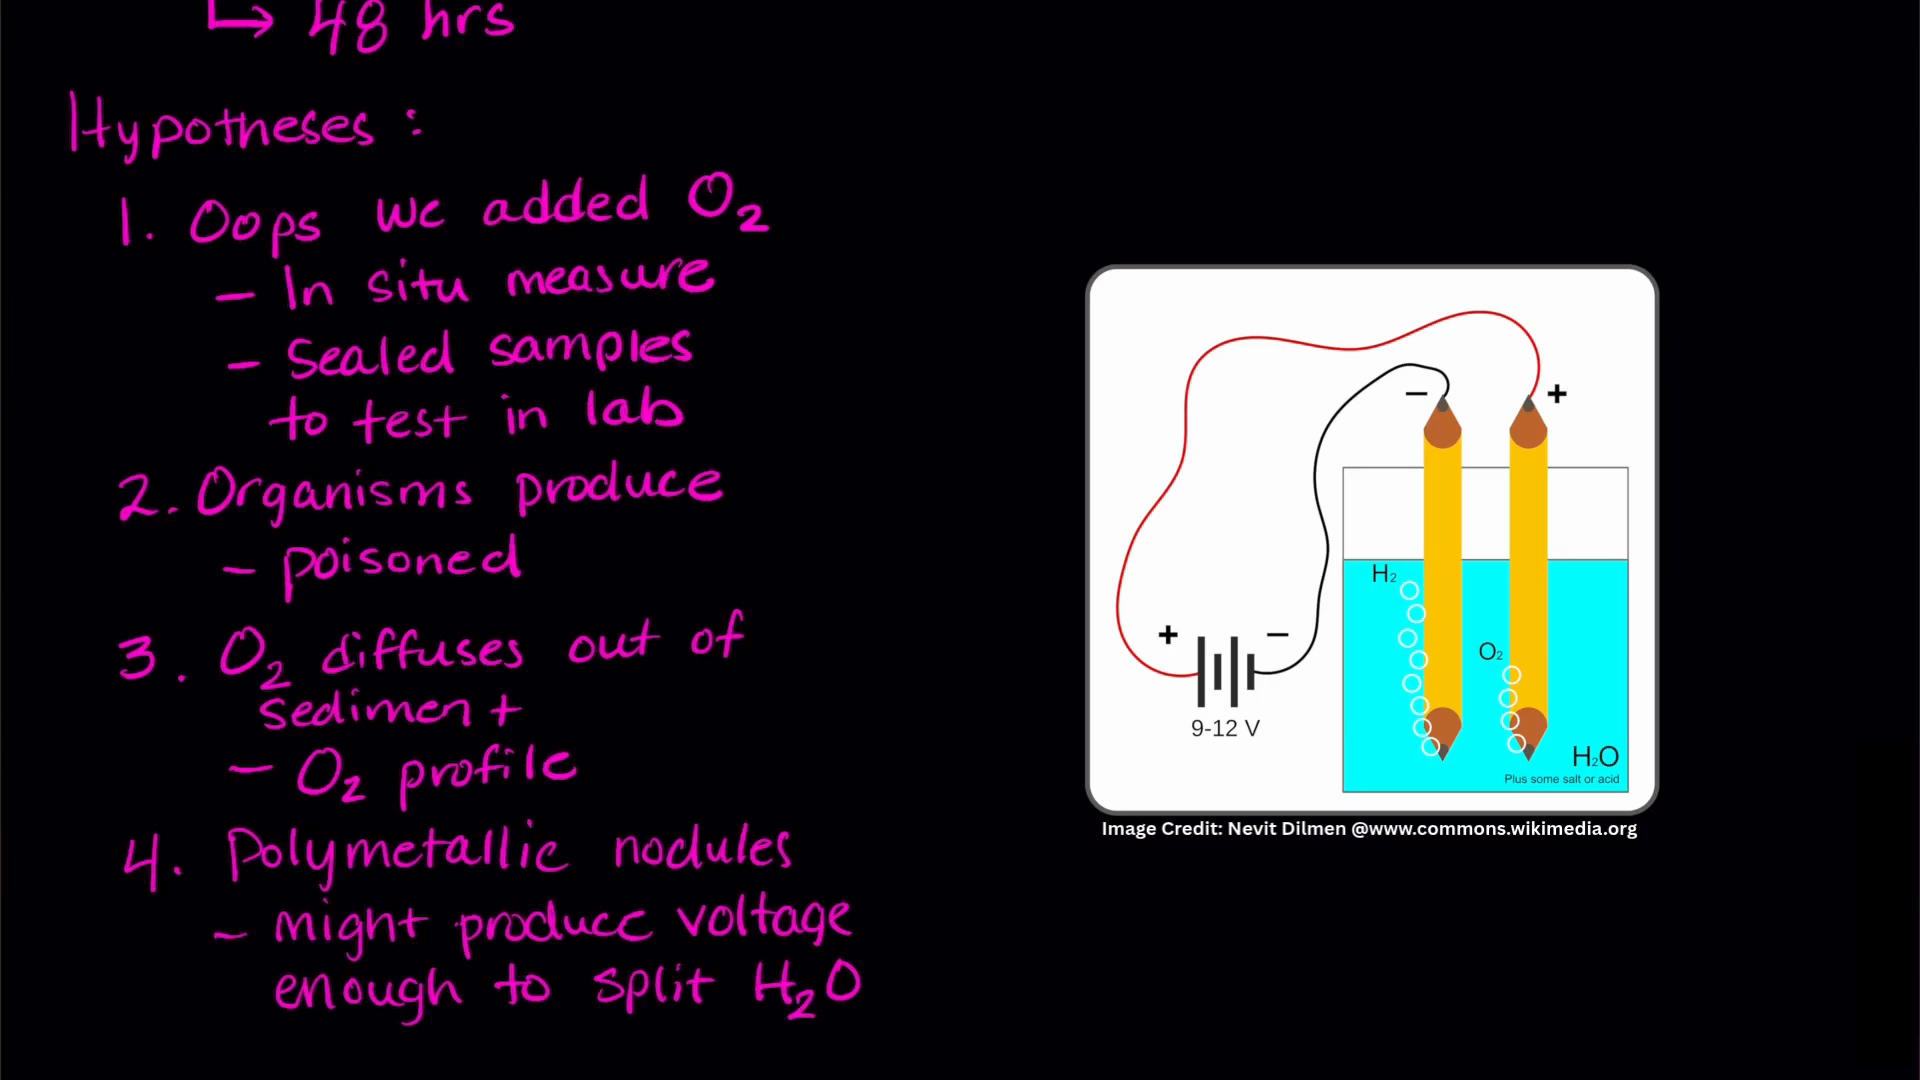 ↳ 48 hrs
Hypotheses :
1. Oops we added O₂
– In situ measure
– Sealed samples
to test in lab
2. Organisms produce
– poisoned
3. O₂ diffuses out of
sediment
– O₂ profile
4. Polymetallic nodules
– might produce voltage
enough to split H₂O
– +
H₂
O₂
+ –
9-12 V
H₂O
Plus some salt or acid
Image Credit: Nevit Dilmen @www.commons.wikimedia.org